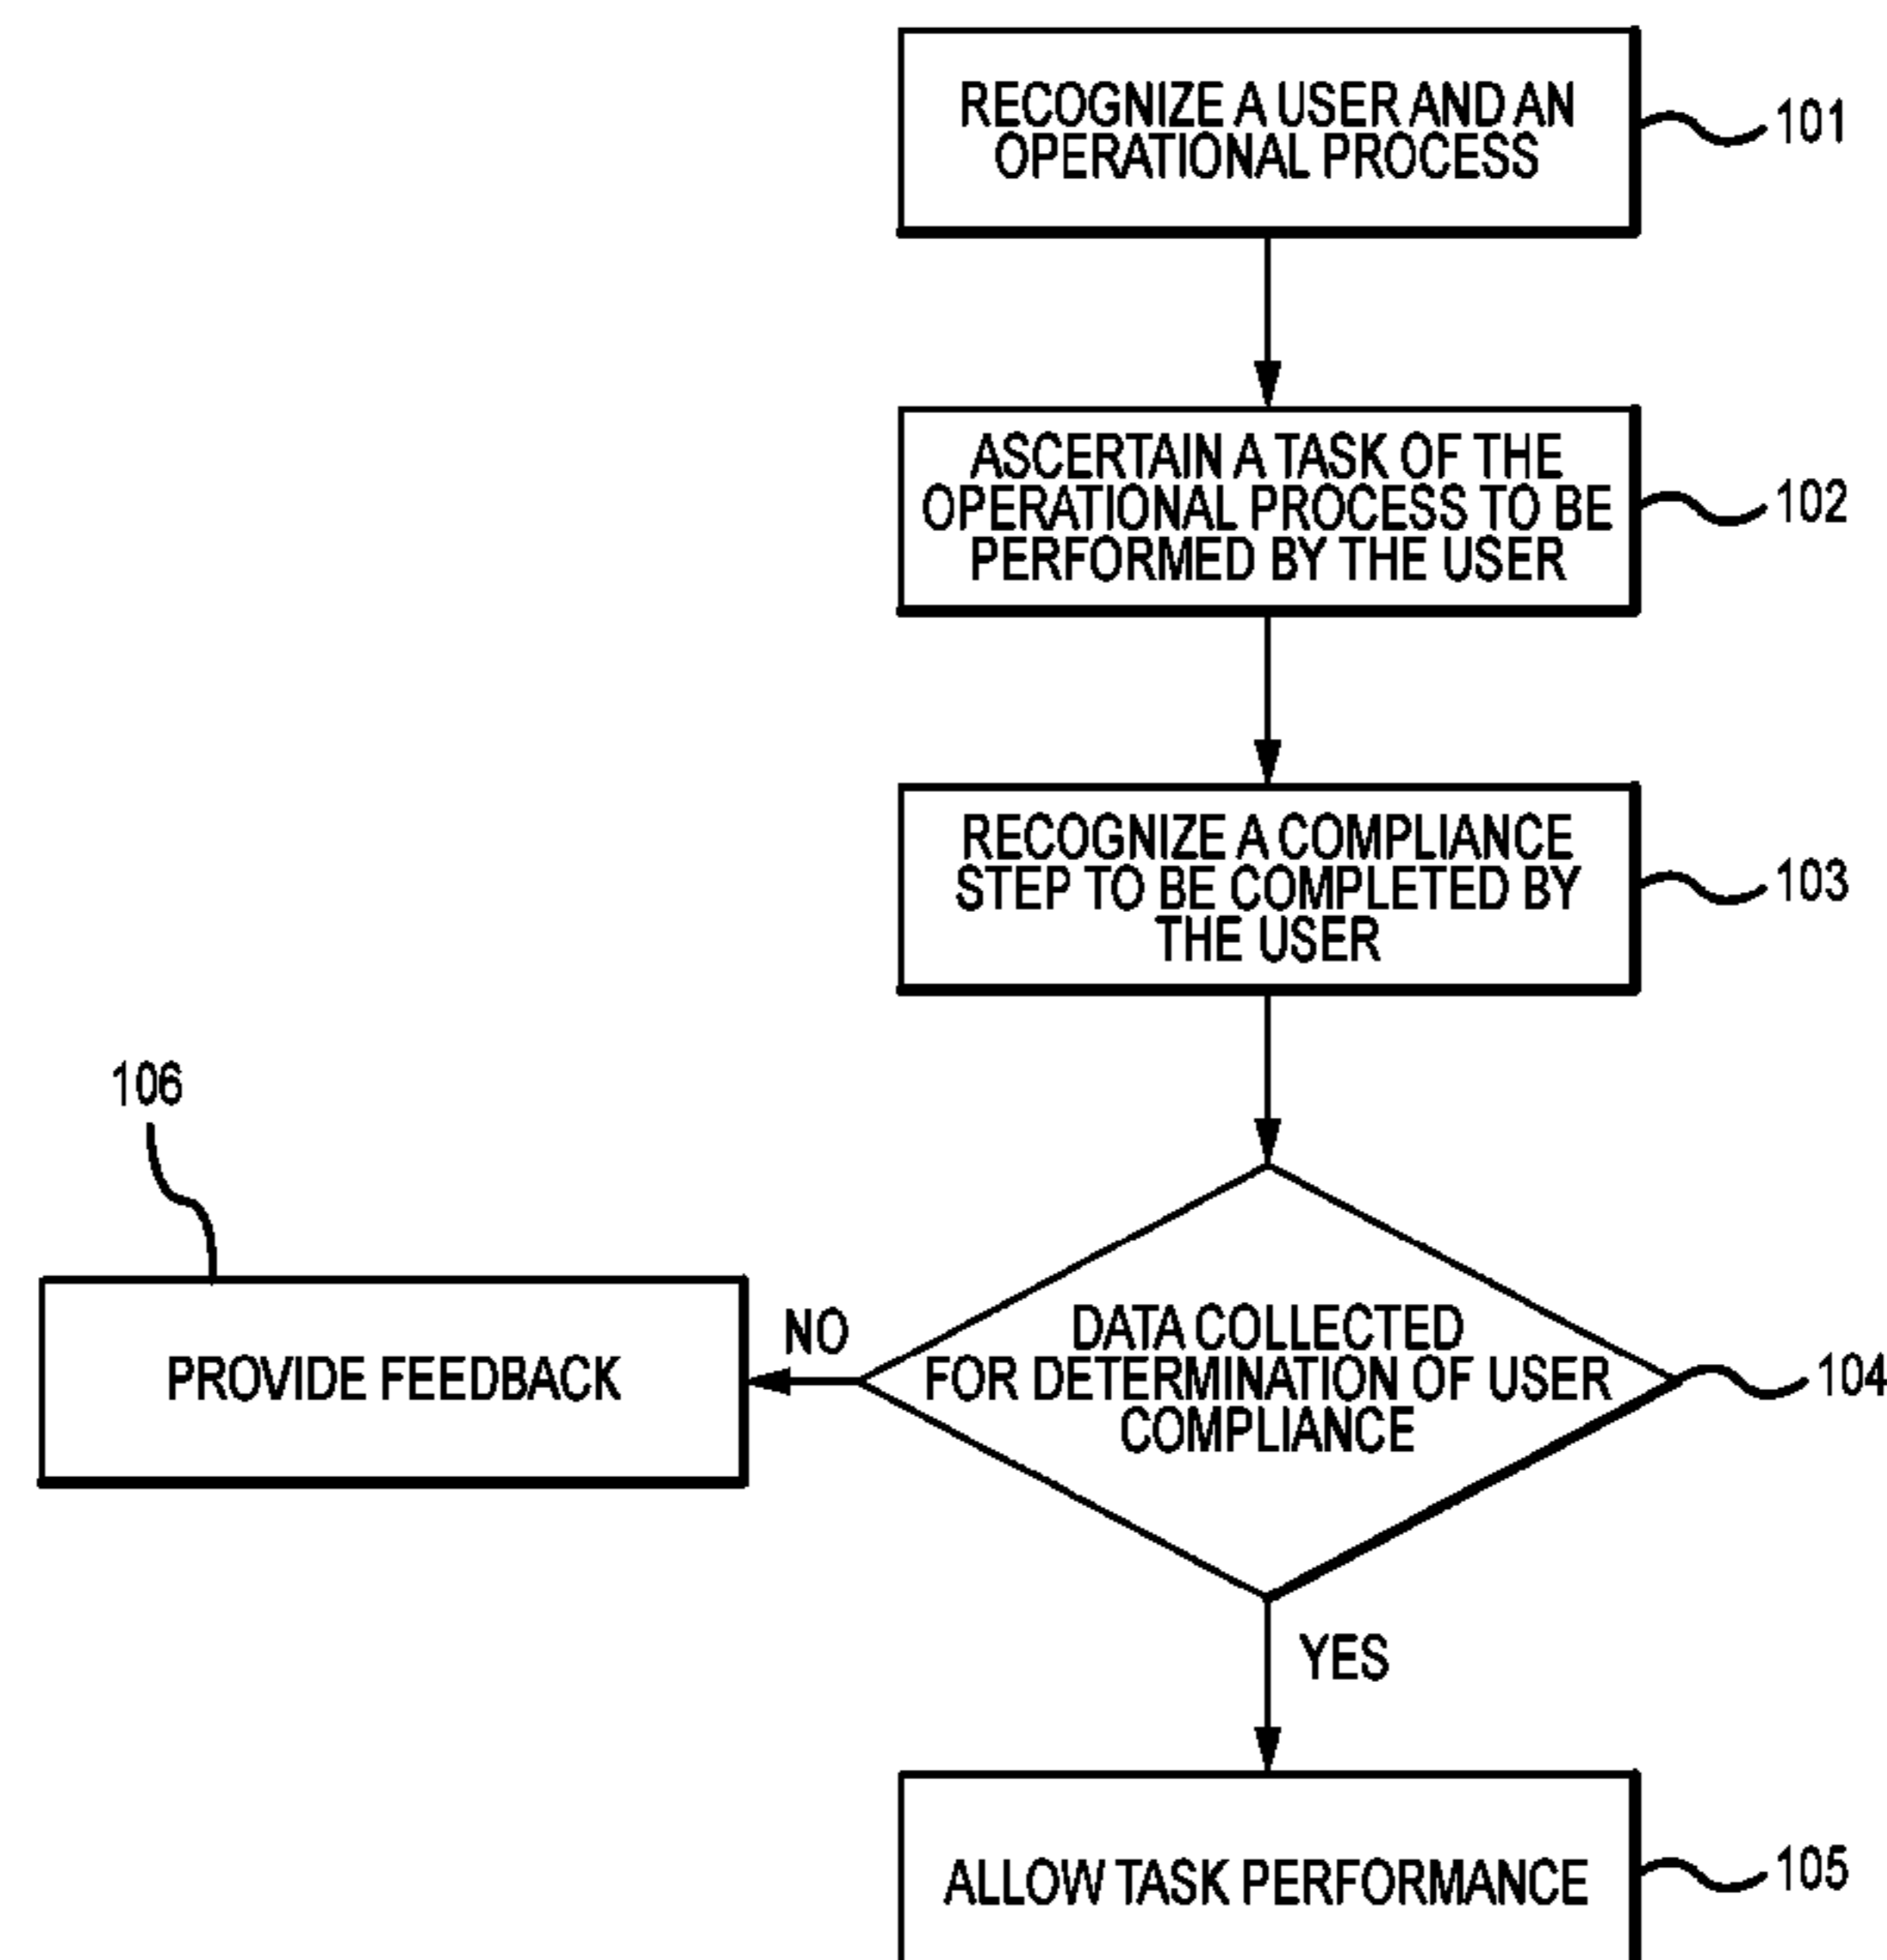 RECOGNIZE A USER AND AN
OPERATIONAL PROCESS
101
ASCERTAIN A TASK OF THE
OPERATIONAL PROCESS TO BE
PERFORMED BY THE USER
102
RECOGNIZE A COMPLIANCE
STEP TO BE COMPLETED BY
THE USER
103
106
PROVIDE FEEDBACK
NO
DATA COLLECTED
FOR DETERMINATION OF USER
COMPLIANCE
104
YES
ALLOW TASK PERFORMANCE
105